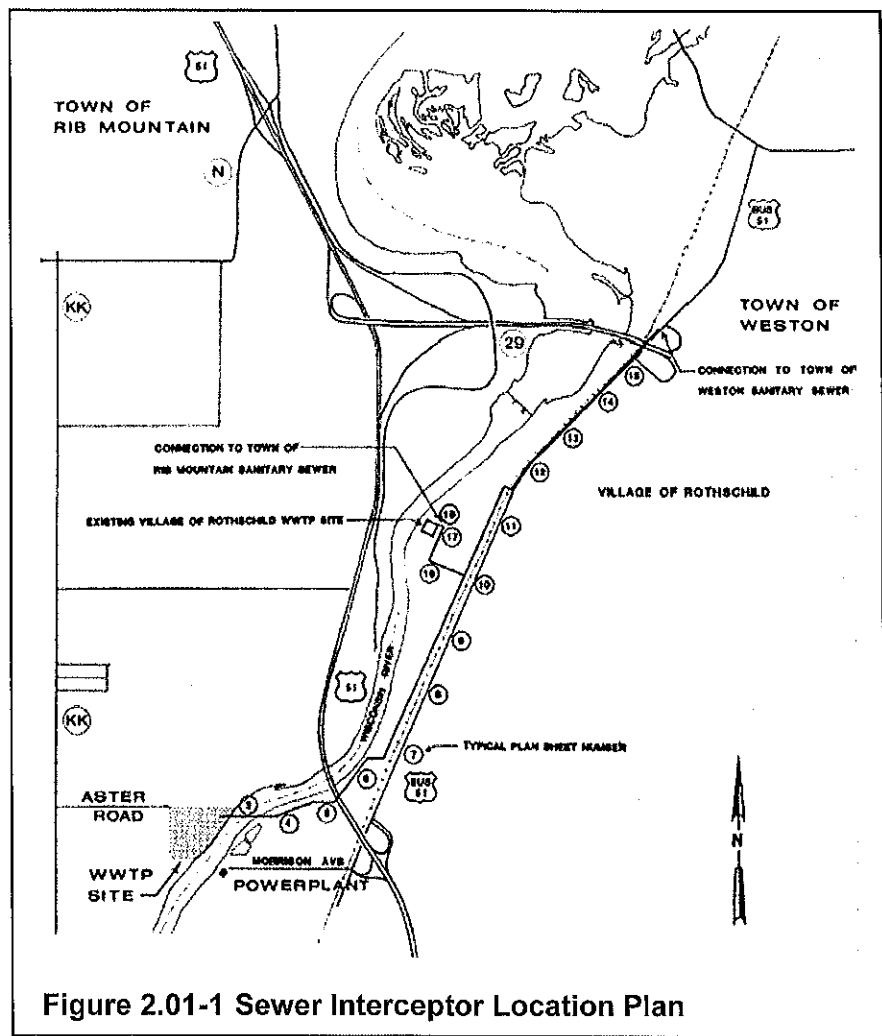 51
TOWN OF
RIB MOUNTAIN
N
BUS
51
KK
TOWN OF
WESTON
29
CONNECTION TO TOWN OF
WESTON SANITARY SEWER
15
14
13
12
CONNECTION TO TOWN OF
RIB MOUNTAIN SANITARY SEWER
VILLAGE OF ROTHSCHILD
EXISTING VILLAGE OF ROTHSCHILD WWTP SITE
18
17
11
16
10
9
8
51
WISCONSIN RIVER
KK
7
TYPICAL PLAN SHEET NUMBER
6
BUS
51
ASTER
ROAD
3
4
5
N
MORRISON AVE
WWTP
SITE
POWERPLANT
Figure 2.01-1 Sewer Interceptor Location Plan